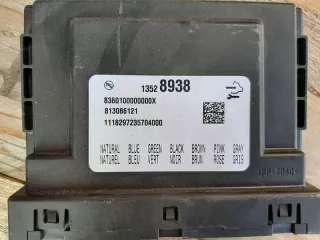 1352 8938
8360100000000X
813086121
1118297235704000
NATURAL BLUE GREEN BLACK BROWN PINK GRAY
NATUREL BLEU VERT NOIR BRUN ROSE GRIS